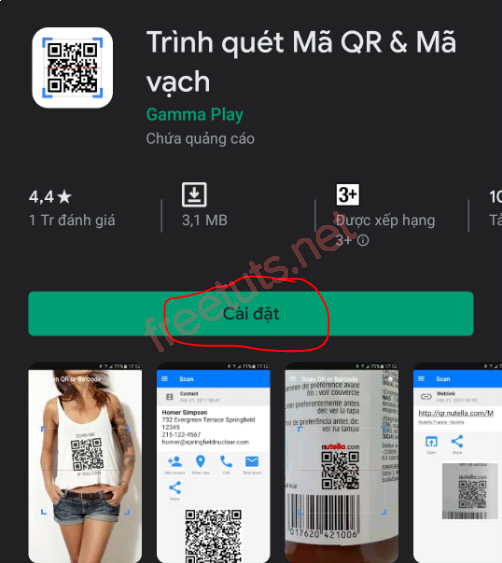 Trình quét Mã QR & Mã
vạch
Gamma Play
Chứa quảng cáo
4,4★
1 Tr đánh giá
3,1 MB
3+
Được xếp hạng
3+
10
Tả
Cài đặt
freetuts.net
Scan QR or Barcode
SCAN ME
IF YOU CAN
Scan
Contact
Homer Simpson
732 Evergreen Terrace Springfield
12345
215-123-4567
homer@springfieldnuclear.com
Add contact
Show map
Call
Send email
Share
Scan QR or Barcode
: voir couvercle
preferiblemente antes
del: ver la tapa
nutella.com
017620"421006
Scan
Weblink
http://qr.nutella.com/M
Nutella France - Nutella
Open
Share
nutella.com